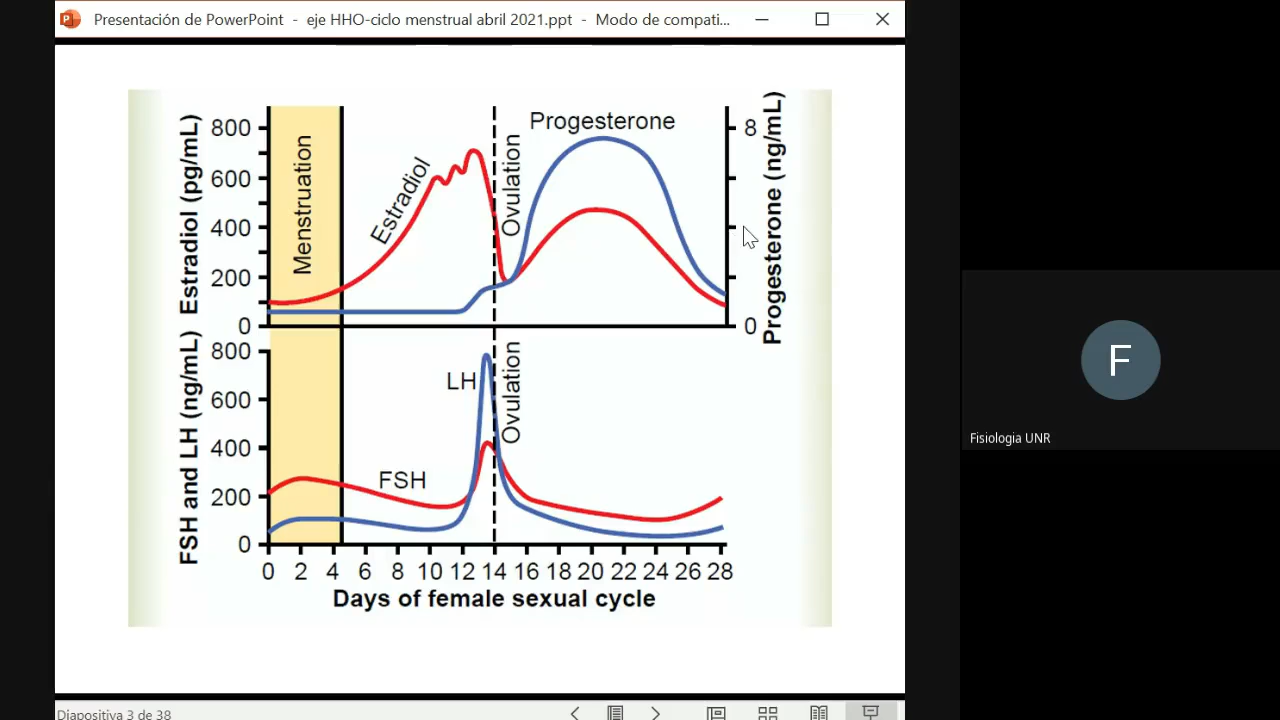 Presentación de PowerPoint - eje HHO-ciclo menstrual abril 2021.ppt - Modo de compati...
Progesterone
Estradiol (pg/mL)
800
600
400
200
0
Menstruation
Estradiol
Ovulation
8
0
Progesterone (ng/mL)
FSH and LH (ng/mL)
800
600
400
200
0
LH
FSH
Ovulation
0 2 4 6 8 10 12 14 16 18 20 22 24 26 28
Days of female sexual cycle
F
Fisiologia UNR
Diapositiva 3 de 38